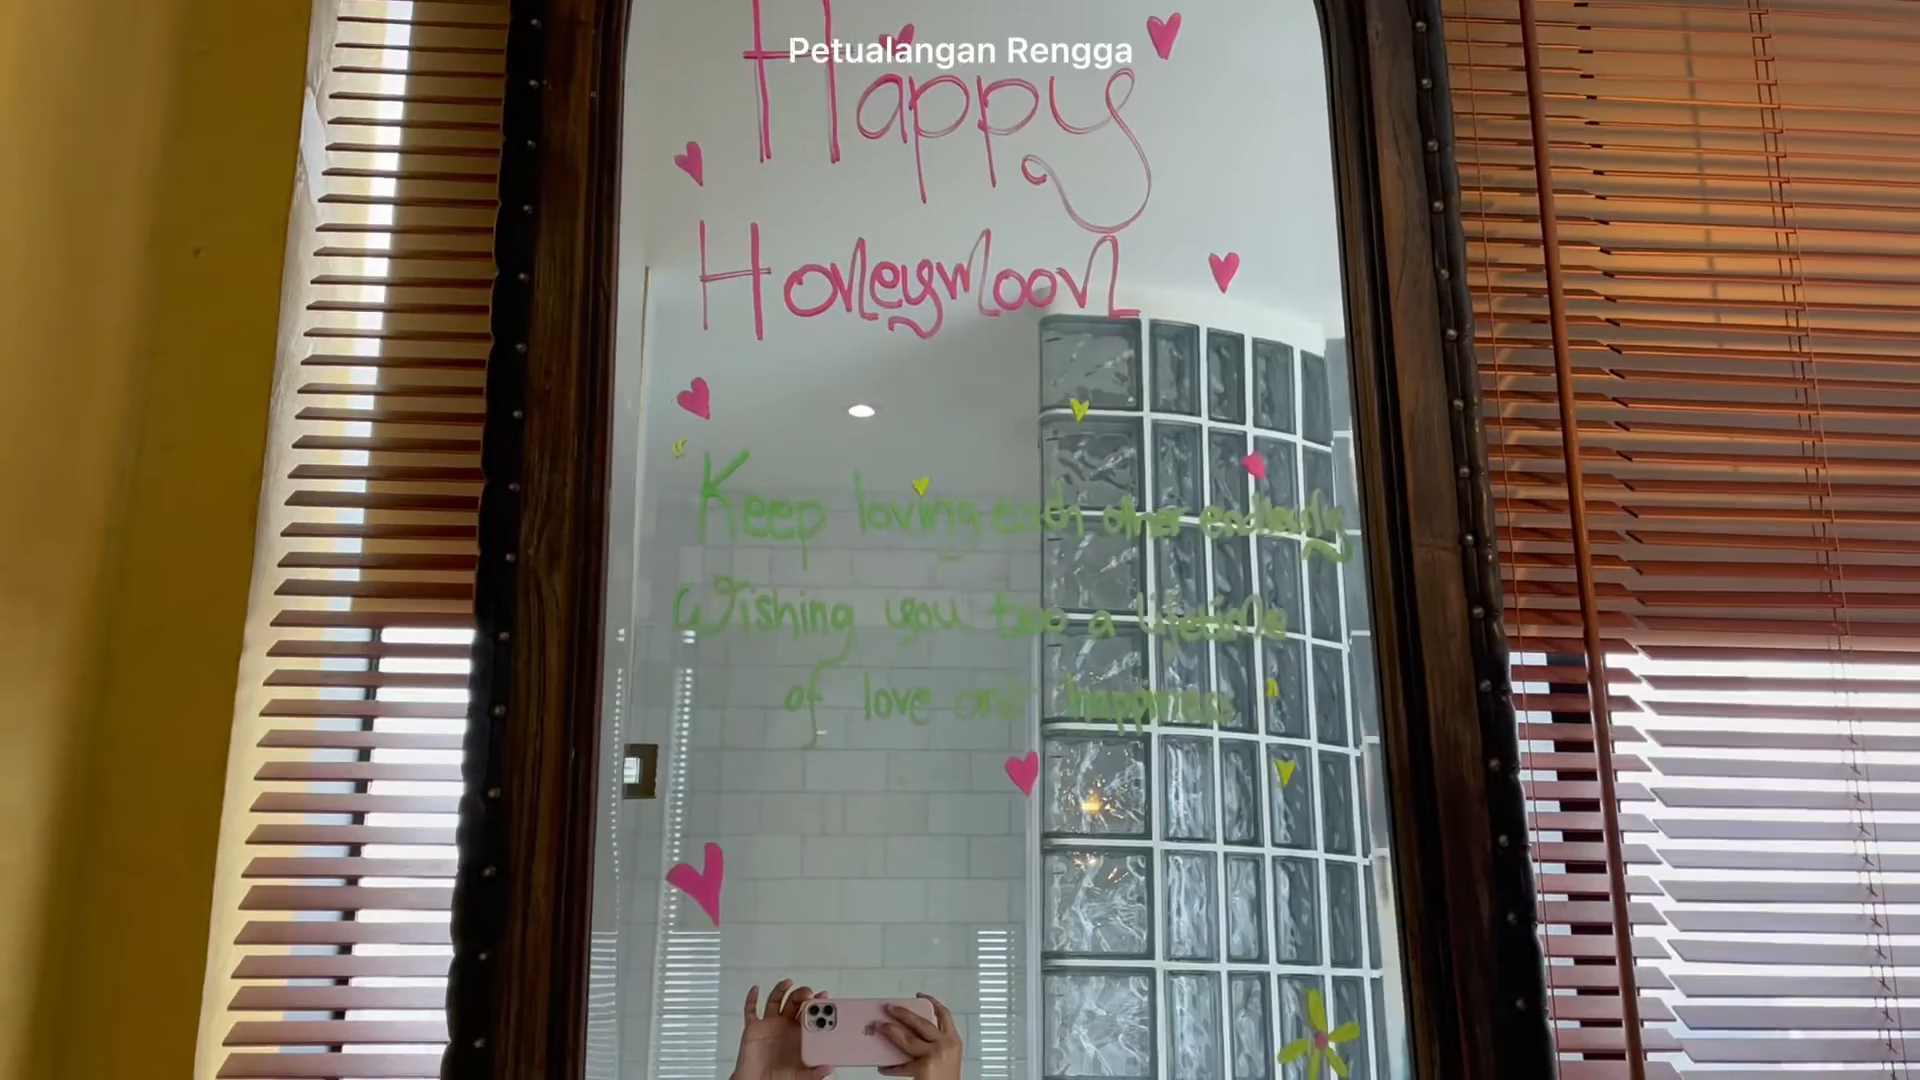 Petualangan Rengga
Happy
Honeymoon
"Keep loving each other endlessly
Wishing you two a lifetime
of love and happiness"